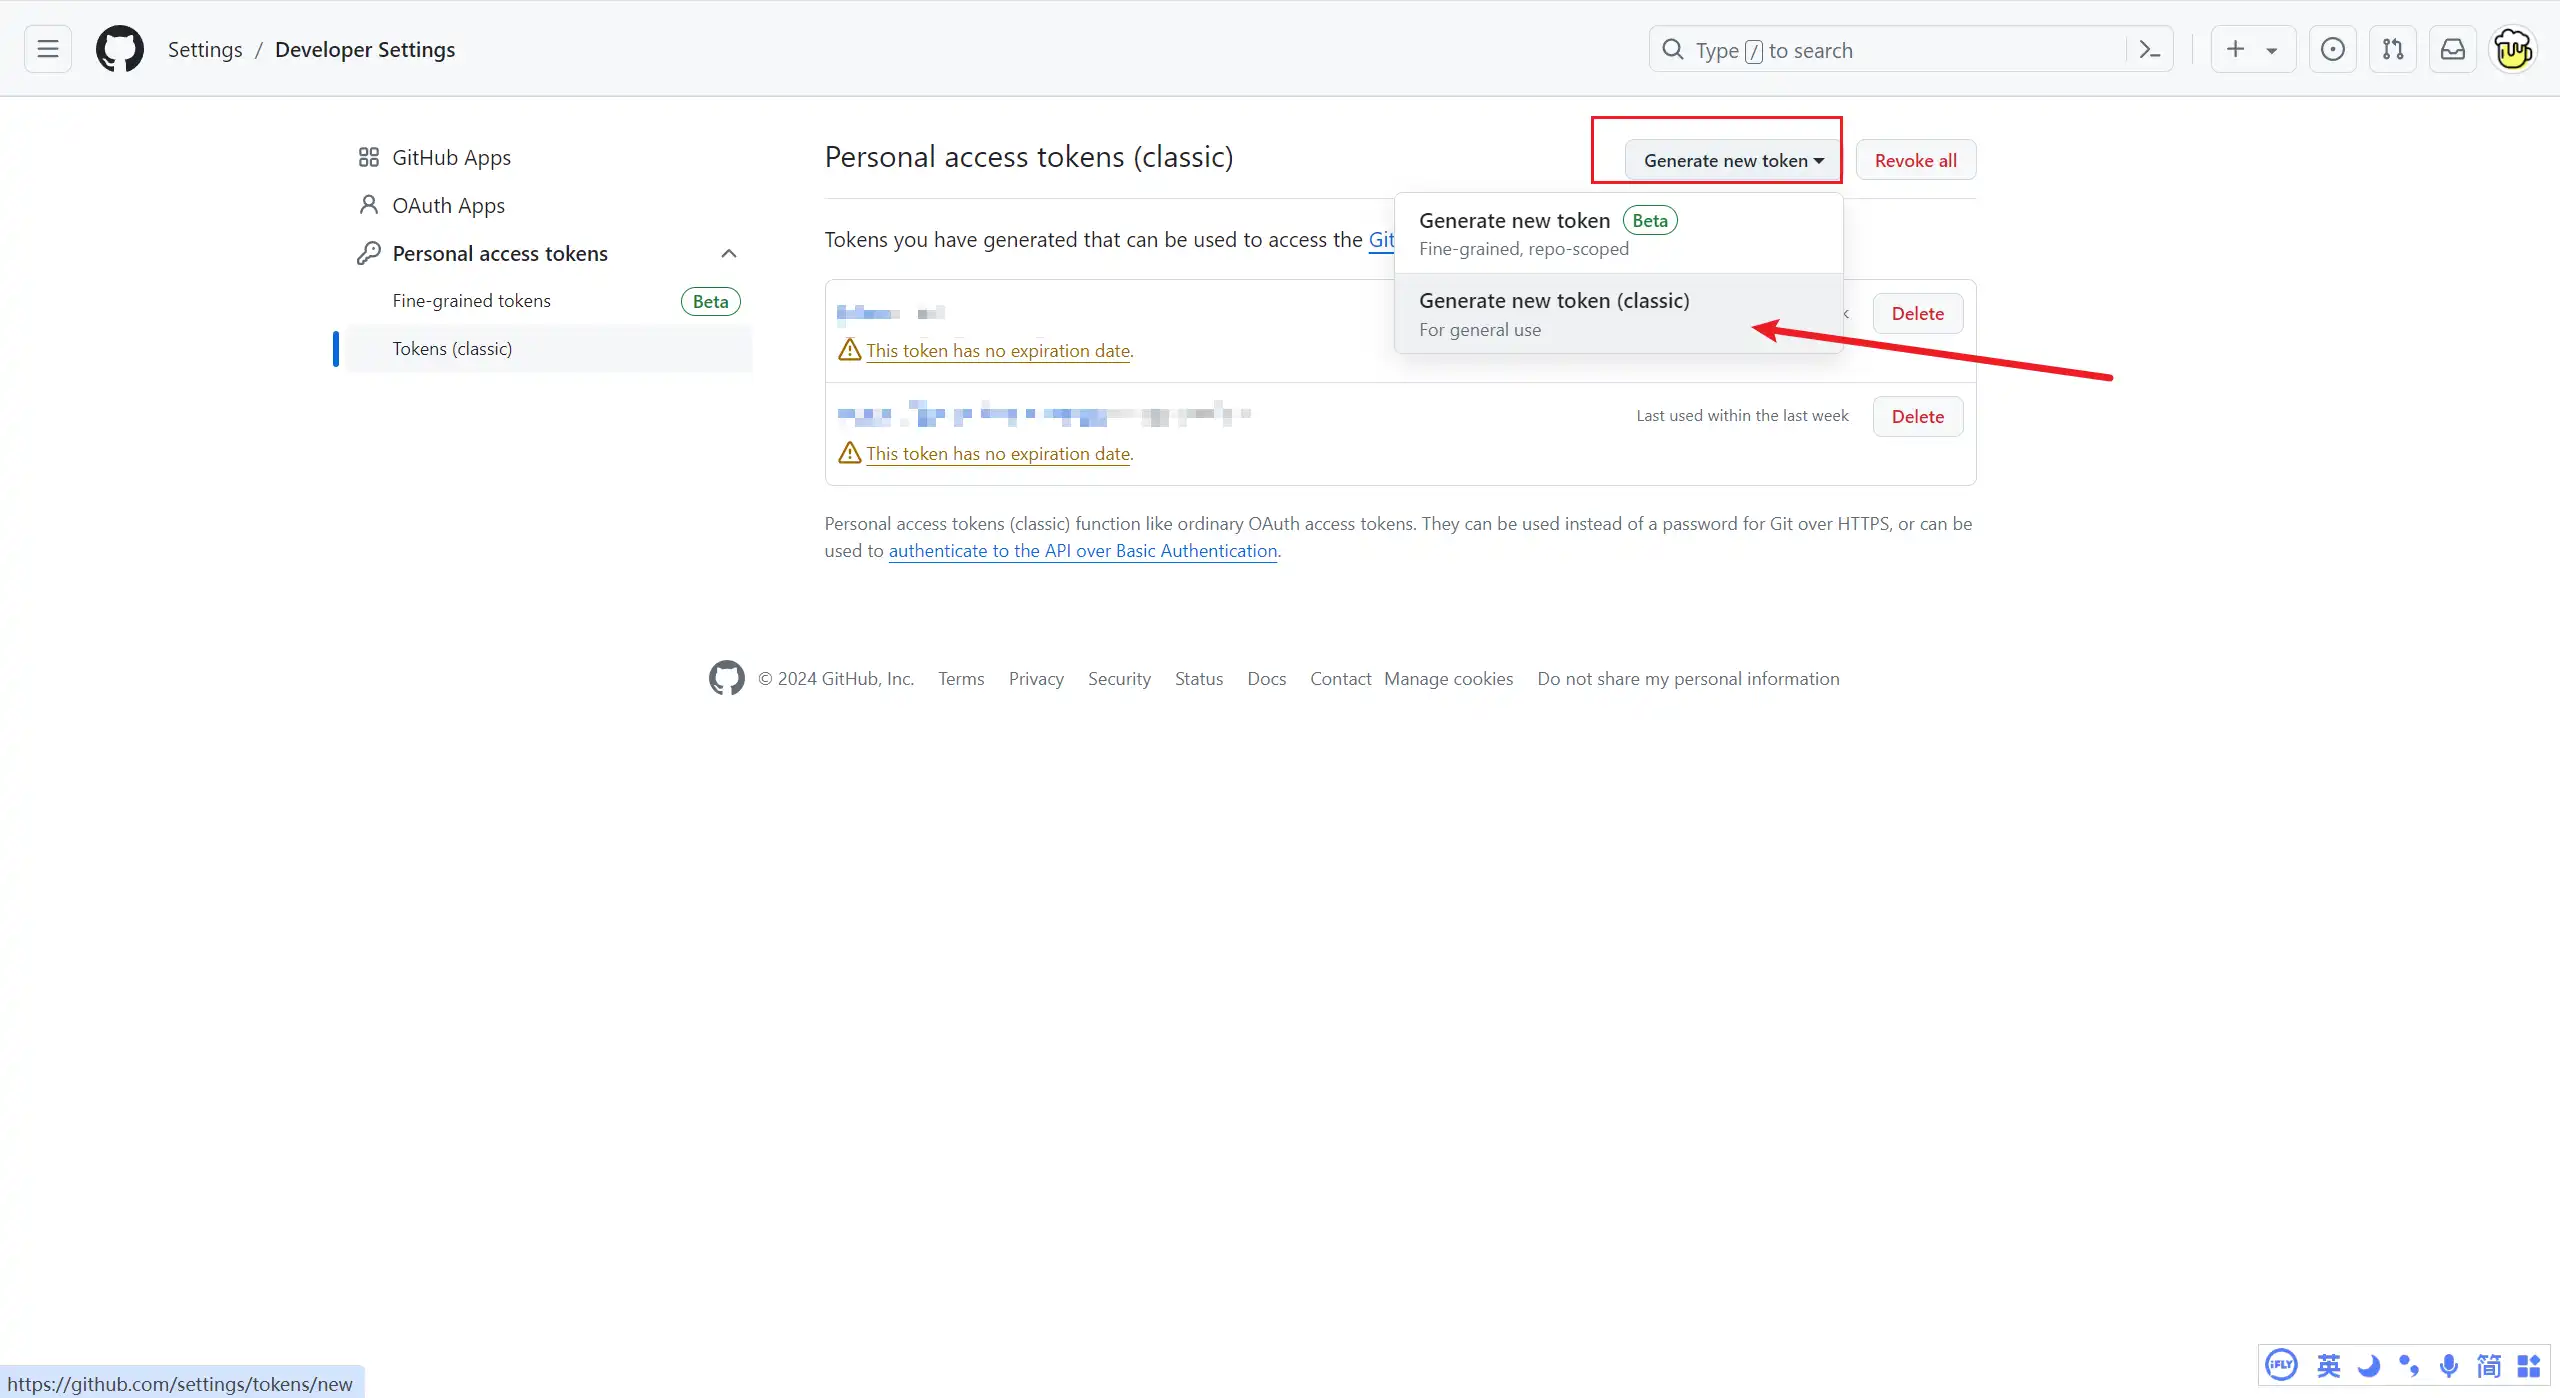 Settings / Developer Settings
Type / to search
GitHub Apps
OAuth Apps
Personal access tokens
Fine-grained tokens Beta
Tokens (classic)
Personal access tokens (classic)
Generate new token
Revoke all
Generate new token Beta
Fine-grained, repo-scoped
Generate new token (classic)
For general use
Tokens you have generated that can be used to access the Git
Delete
This token has no expiration date.
Last used within the last week
Delete
This token has no expiration date.
Personal access tokens (classic) function like ordinary OAuth access tokens. They can be used instead of a password for Git over HTTPS, or can be
used to authenticate to the API over Basic Authentication.
© 2024 GitHub, Inc. Terms Privacy Security Status Docs Contact Manage cookies Do not share my personal information
https://github.com/settings/tokens/new
iFLY 英 简